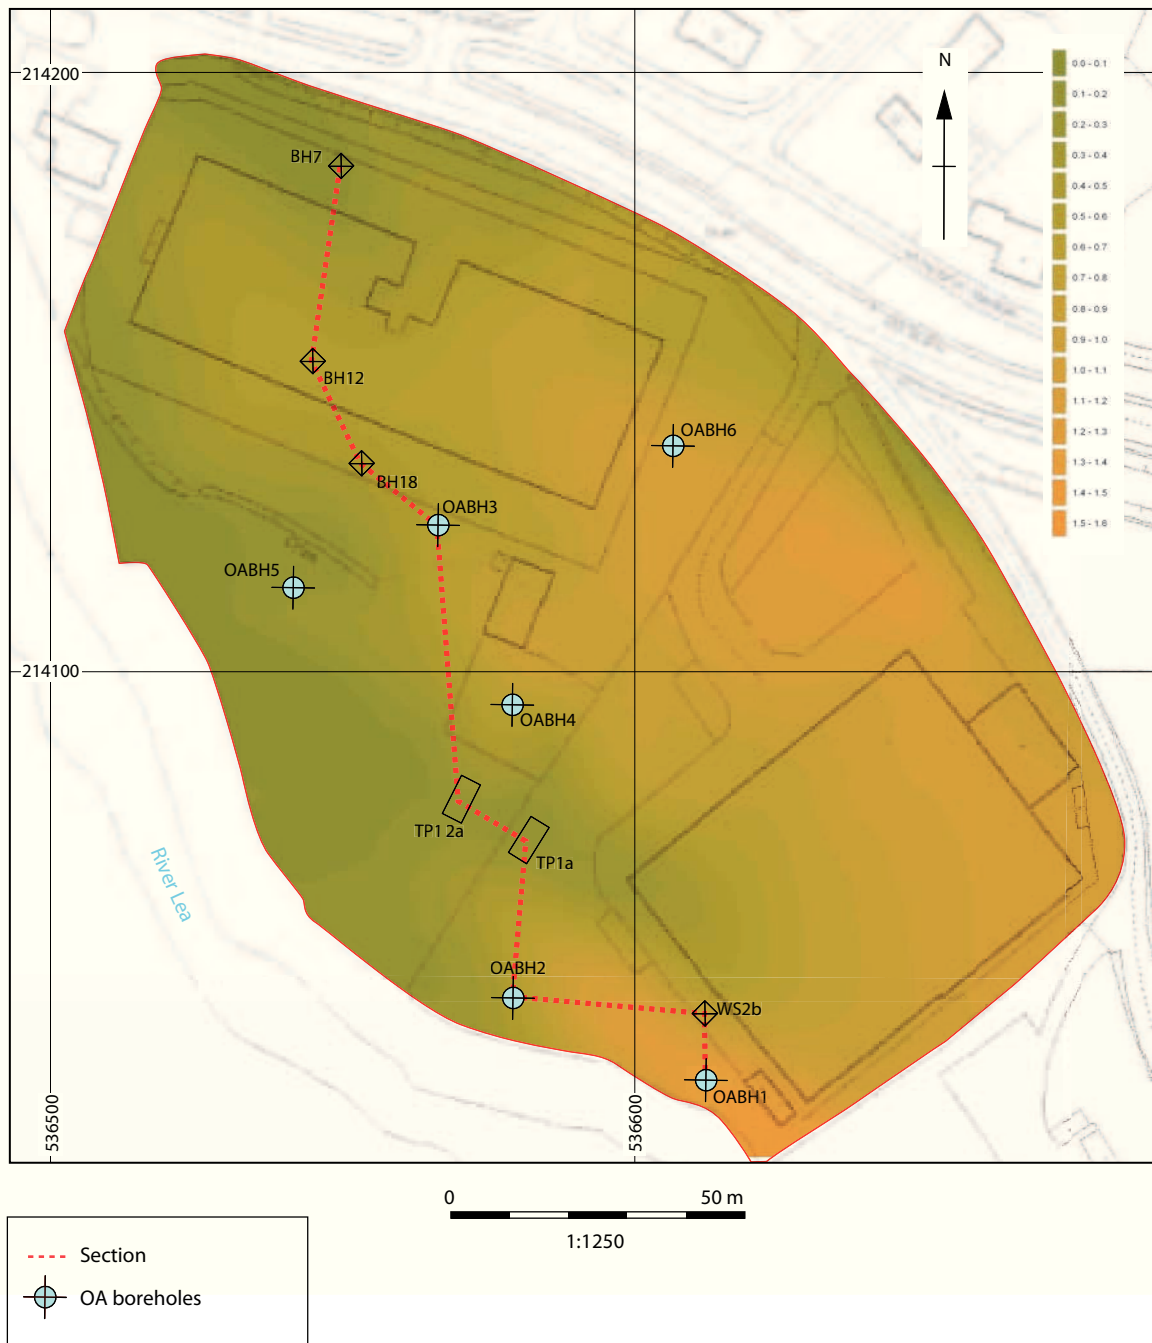 214200
N
0.0 - 0.1
0.1 - 0.2
0.2 - 0.3
0.3 - 0.4
0.4 - 0.5
0.5 - 0.6
0.6 - 0.7
0.7 - 0.8
0.8 - 0.9
0.9 - 1.0
1.0 - 1.1
1.1 - 1.2
1.2 - 1.3
1.3 - 1.4
1.4 - 1.5
1.5 - 1.6
BH7
BH12
OABH6
BH18
OABH3
OABH5
214100
OABH4
TP1 2a
TP1a
River Lea
OABH2
WS2b
OABH1
536500
536600
0 50 m
1:1250
Section
OA boreholes